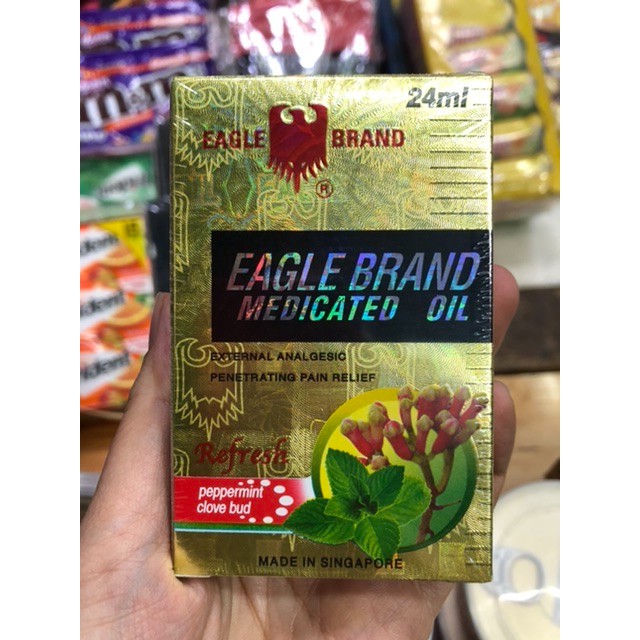 24ml
EAGLE BRAND
®
EAGLE BRAND
MEDICATED OIL
EXTERNAL ANALGESIC
PENETRATING PAIN RELIEF
Refresh
peppermint
clove bud
MADE IN SINGAPORE